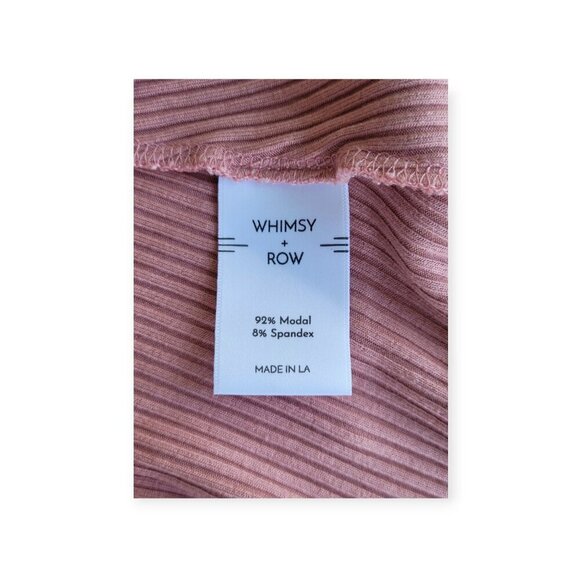 WHIMSY
+
ROW
92% Modal
8% Spandex
MADE IN LA